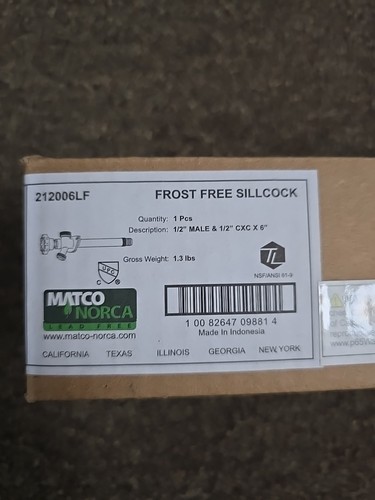 212006LF FROST FREE SILLCOCK
Quantity: 1 Pcs
Description: 1/2" MALE & 1/2" CXC X 6"
Gross Weight: 1.3 lbs
TL
NSF/ANSI 61-9
UPC
C
MATCO
NORCA
LEAD FREE
www.matco-norca.com
1 00 82647 09881 4
Made In Indonesia
CALIFORNIA TEXAS ILLINOIS GEORGIA NEW YORK